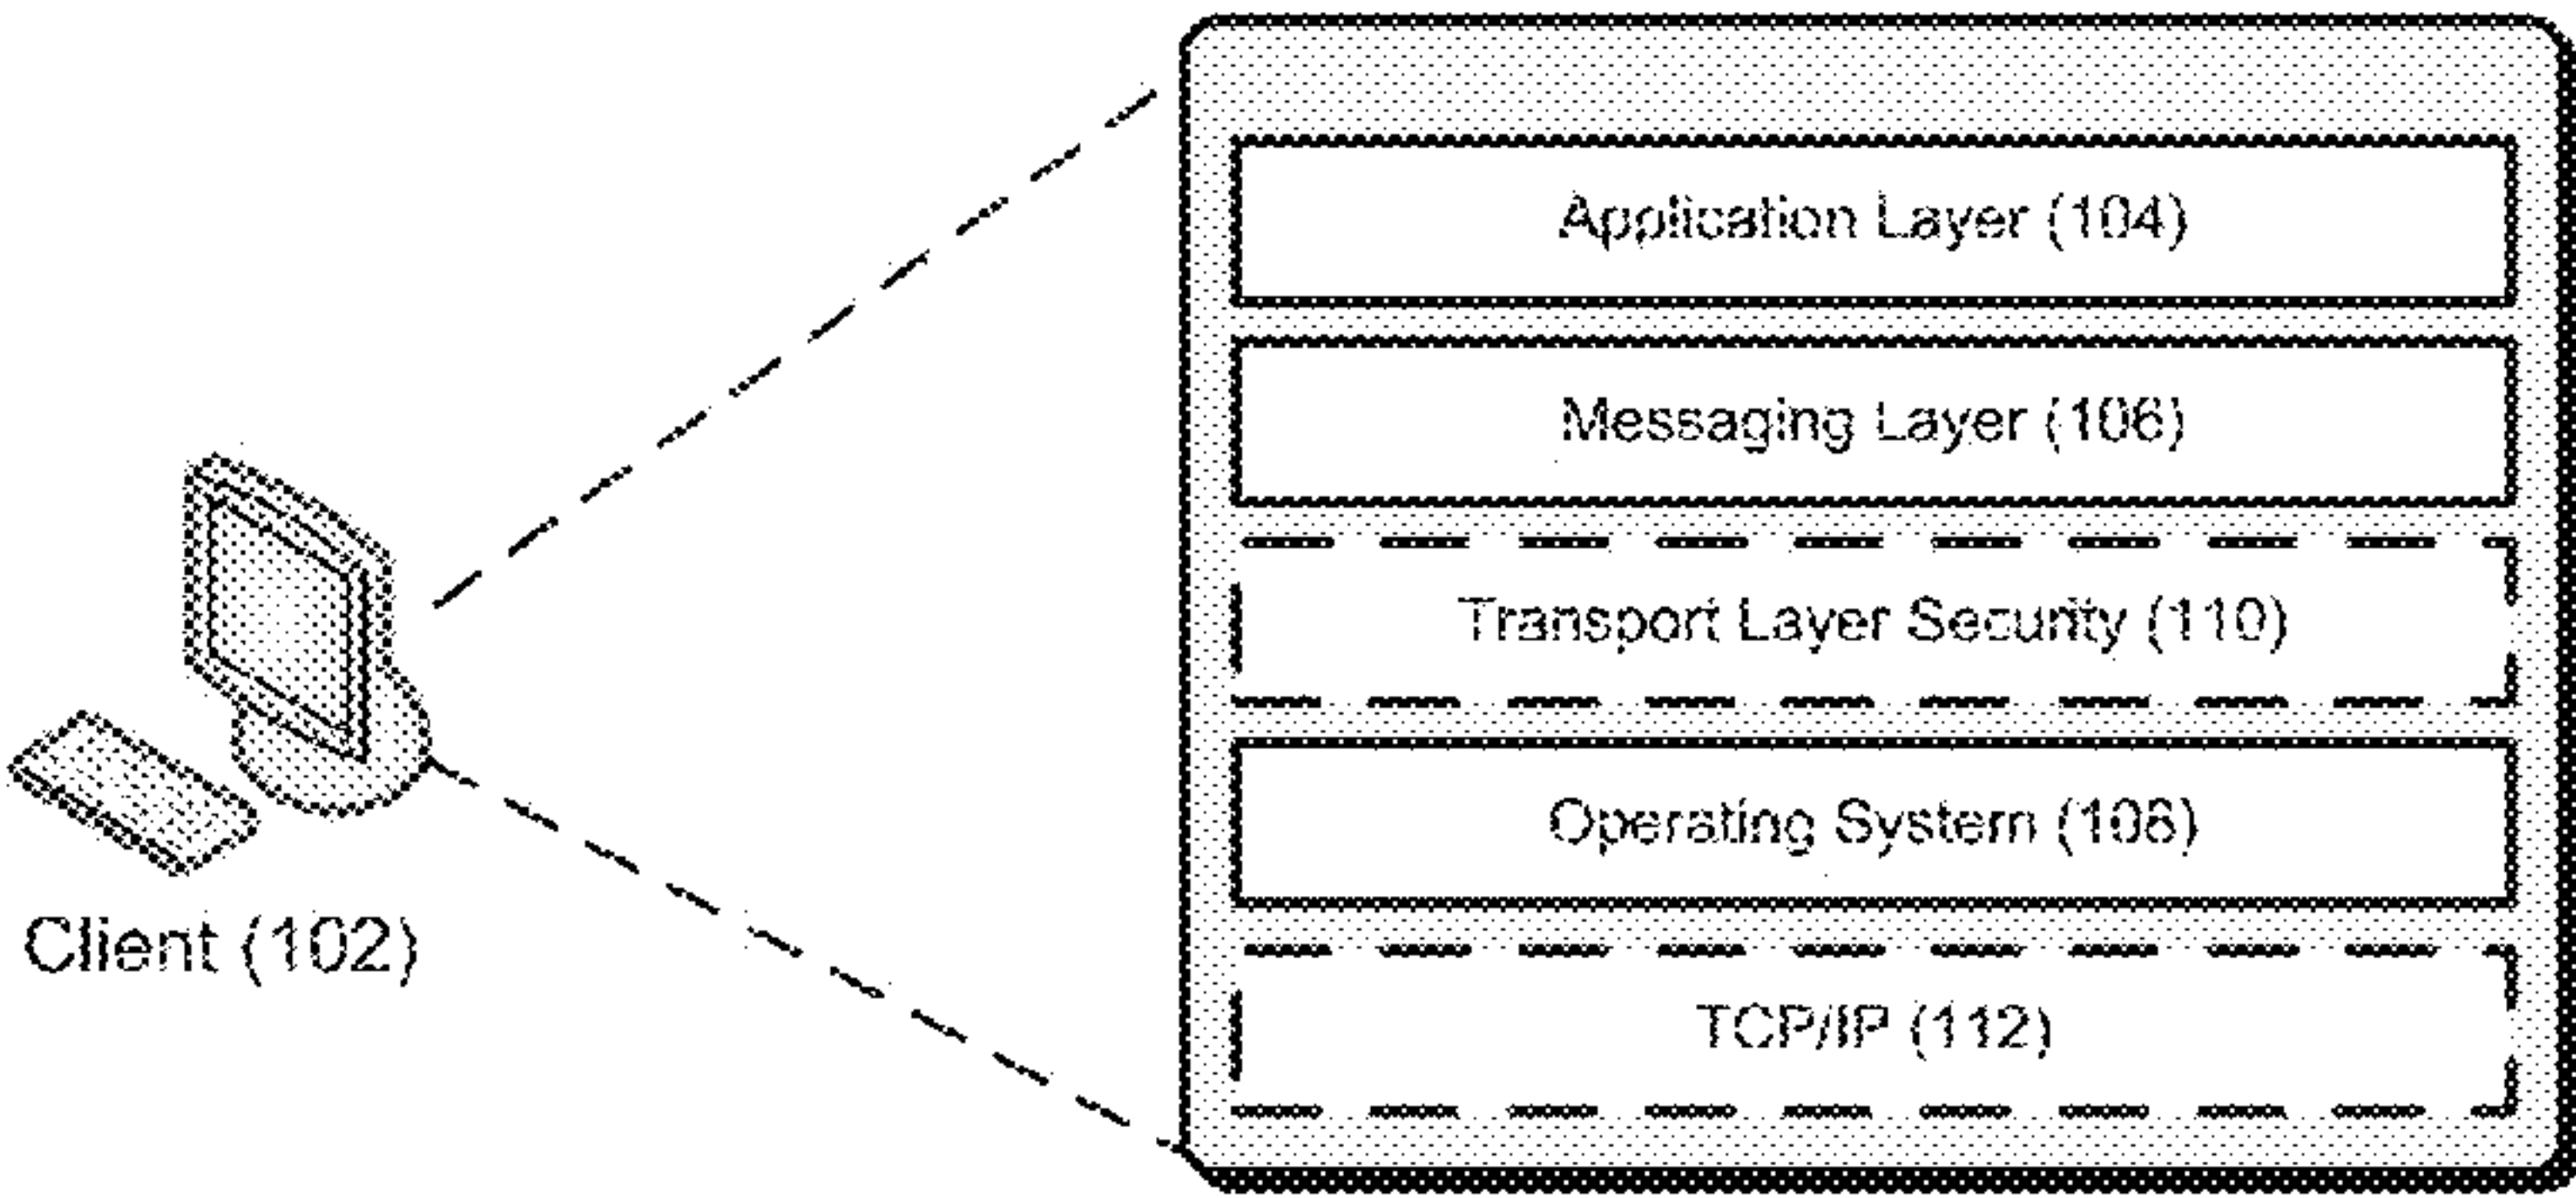 Application Layer (104)
Messaging Layer (106)
Transport Layer Security (110)
Operating System (108)
TCP/IP (112)
Client (102)